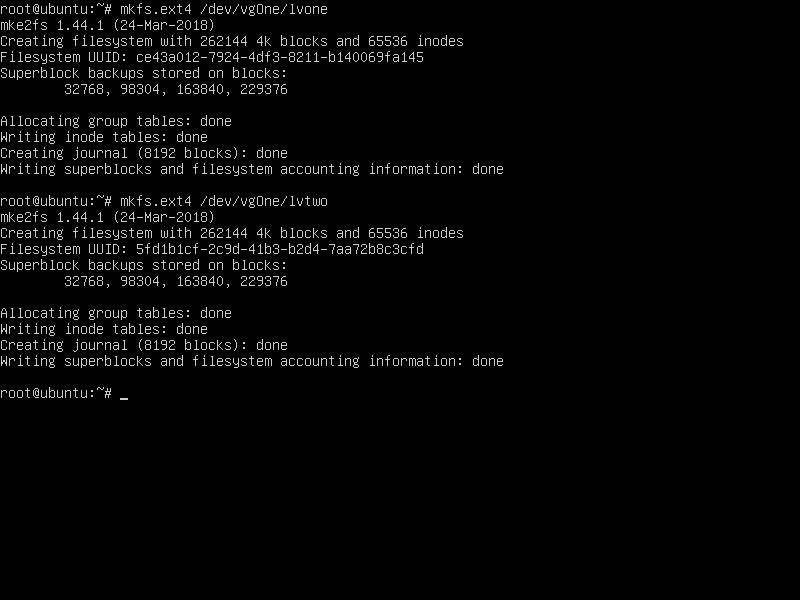 root@ubuntu:~# mkfs.ext4 /dev/vgOne/lvone
mke2fs 1.44.1 (24-Mar-2018)
Creating filesystem with 262144 4k blocks and 65536 inodes
Filesystem UUID: ce43a012-7924-4df3-8211-b140069fa145
Superblock backups stored on blocks:
        32768, 98304, 163840, 229376

Allocating group tables: done
Writing inode tables: done
Creating journal (8192 blocks): done
Writing superblocks and filesystem accounting information: done

root@ubuntu:~# mkfs.ext4 /dev/vgOne/lvtwo
mke2fs 1.44.1 (24-Mar-2018)
Creating filesystem with 262144 4k blocks and 65536 inodes
Filesystem UUID: 5fd1b1cf-2c9d-41b3-b2d4-7aa72b8c3cfd
Superblock backups stored on blocks:
        32768, 98304, 163840, 229376

Allocating group tables: done
Writing inode tables: done
Creating journal (8192 blocks): done
Writing superblocks and filesystem accounting information: done

root@ubuntu:~# _